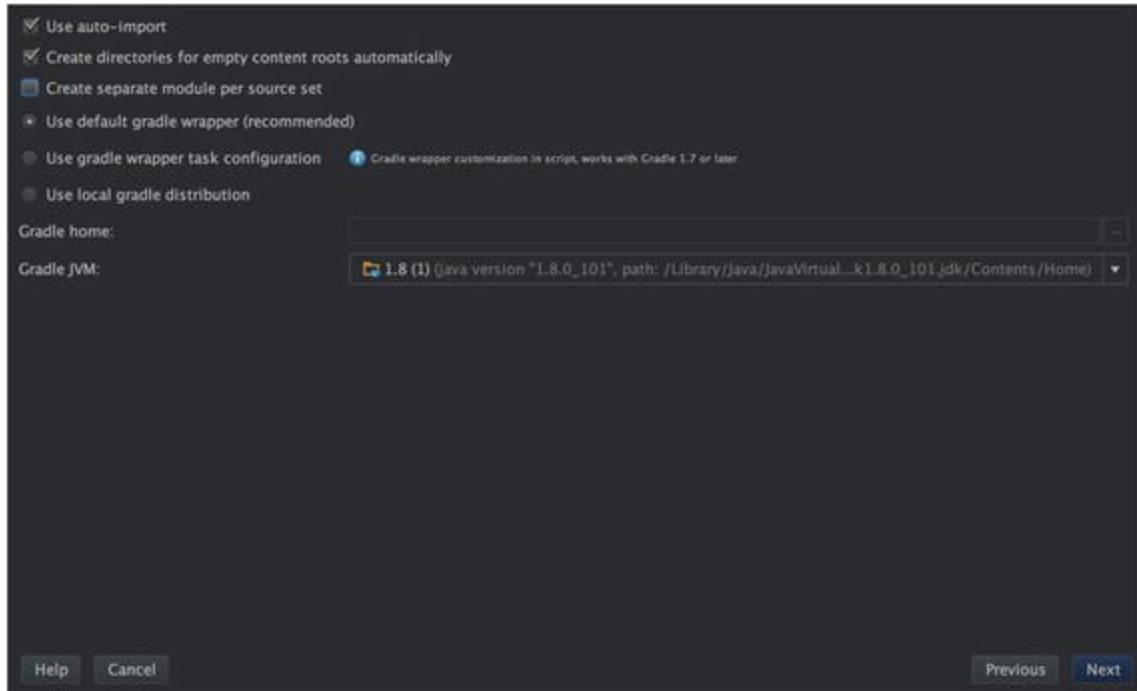 Use auto-import
Create directories for empty content roots automatically
Create separate module per source set
Use default gradle wrapper (recommended)
Use gradle wrapper task configuration Gradle wrapper customization in script, works with Gradle 1.7 or later
Use local gradle distribution
Gradle home:
Gradle JVM: 1.8 (1) (java version "1.8.0_101", path: /Library/Java/JavaVirtual...k1.8.0_101.jdk/Contents/Home)
Help Cancel Previous Next